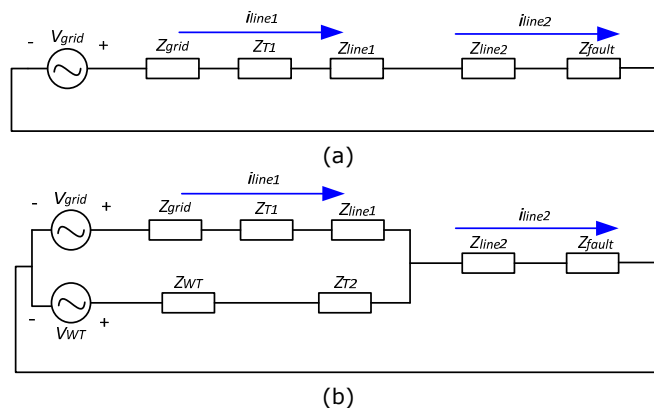 iline1 iline2
- Vgrid + Zgrid ZT1 Zline1 Zline2 Zfault
(a)
iline1 iline2
- Vgrid + Zgrid ZT1 Zline1 Zline2 Zfault
- VWT + ZWT ZT2
(b)